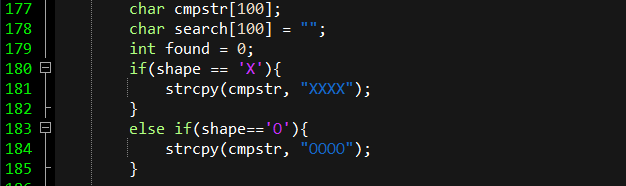 177 char cmpstr[100];
178 char search[100] = "";
179 int found = 0;
180 if(shape == 'X'){
181 strcpy(cmpstr, "XXXX");
182 }
183 else if(shape=='O'){
184 strcpy(cmpstr, "OOOO");
185 }